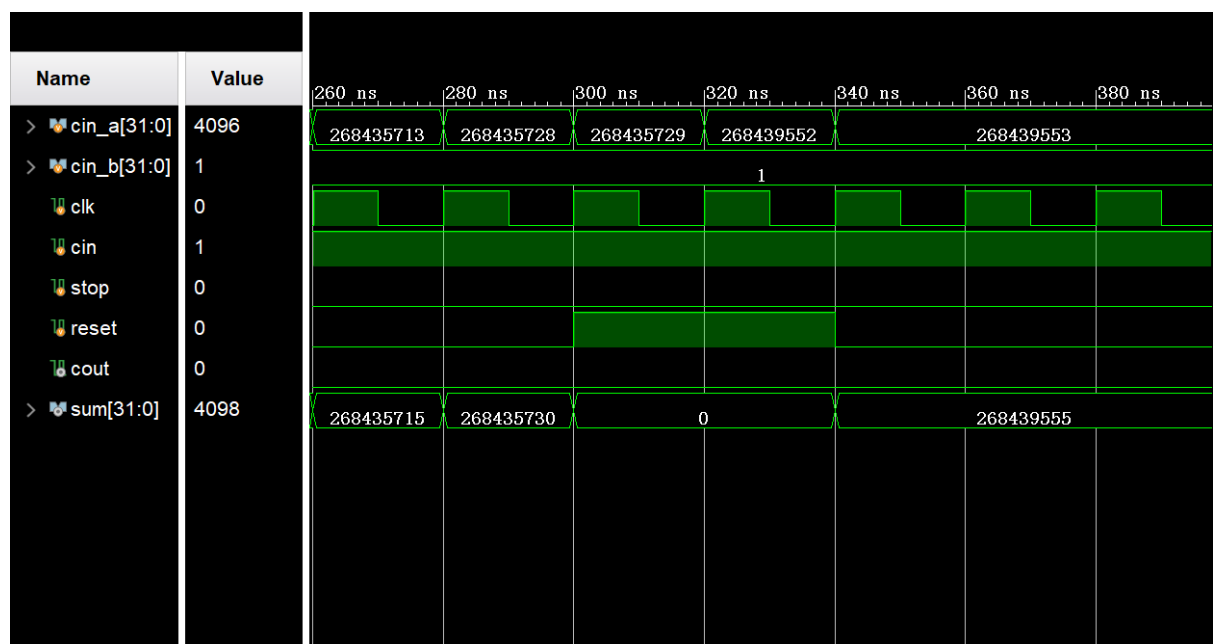 Name Value
260 ns 280 ns 300 ns 320 ns 340 ns 360 ns 380 ns
cin_a[31:0] 4096 268435713 268435728 268435729 268439552 268439553
cin_b[31:0] 1 1
clk 0
cin 1
stop 0
reset 0
cout 0
sum[31:0] 4098 268435715 268435730 0 268439555